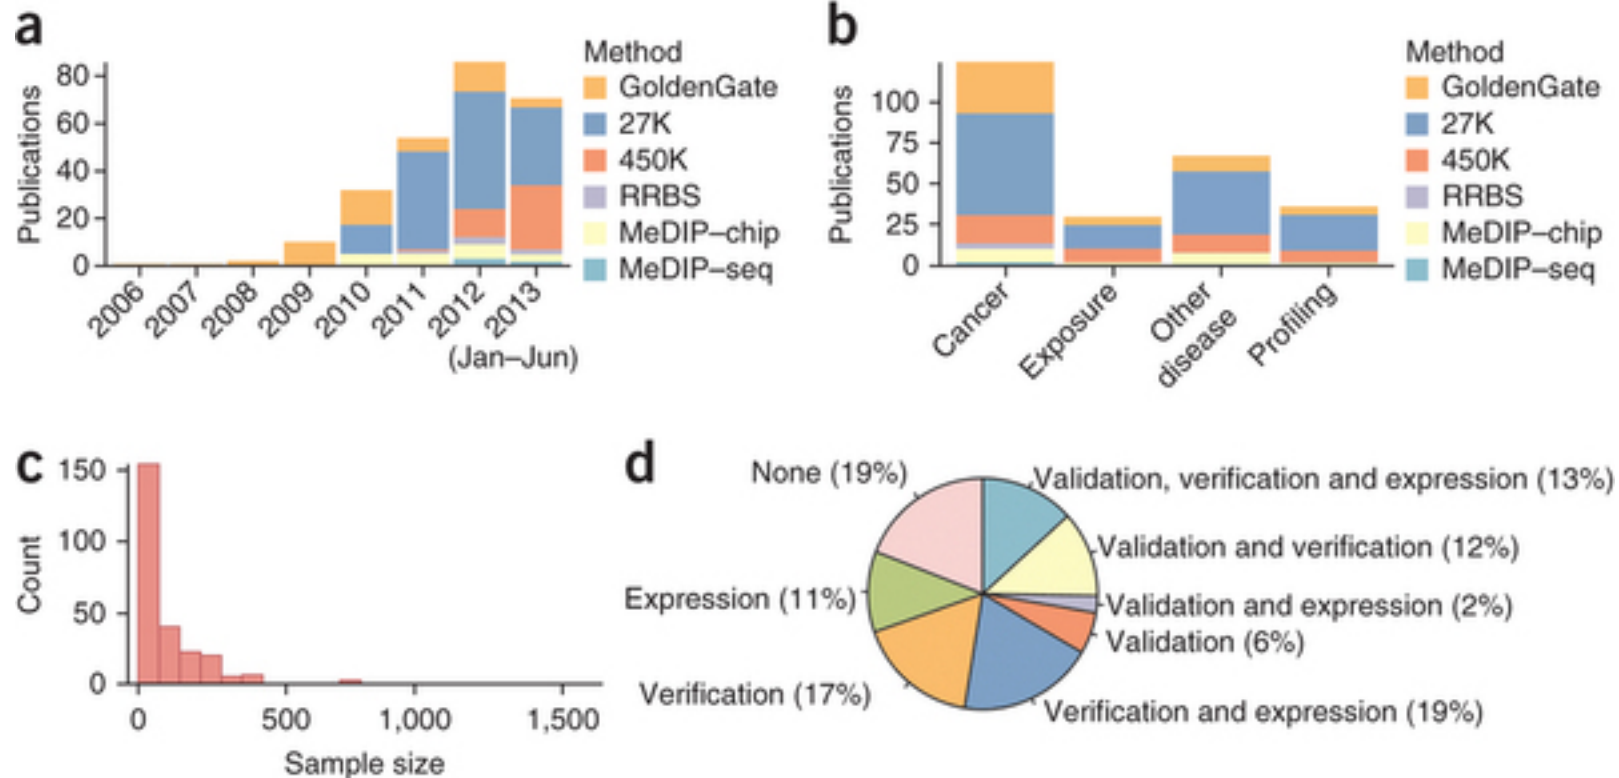 a
Publications
80
60
40
20
0
2006
2007
2008
2009
2010
2011
2012
2013
(Jan–Jun)
Method
GoldenGate
27K
450K
RRBS
MeDIP–chip
MeDIP–seq
b
Publications
100
75
50
25
0
Cancer
Exposure
Other
disease
Profiling
Method
GoldenGate
27K
450K
RRBS
MeDIP–chip
MeDIP–seq
c
Count
150
100
50
0
0
500
1,000
1,500
Sample size
d
None (19%)
Validation, verification and expression (13%)
Validation and verification (12%)
Validation and expression (2%)
Validation (6%)
Verification and expression (19%)
Verification (17%)
Expression (11%)